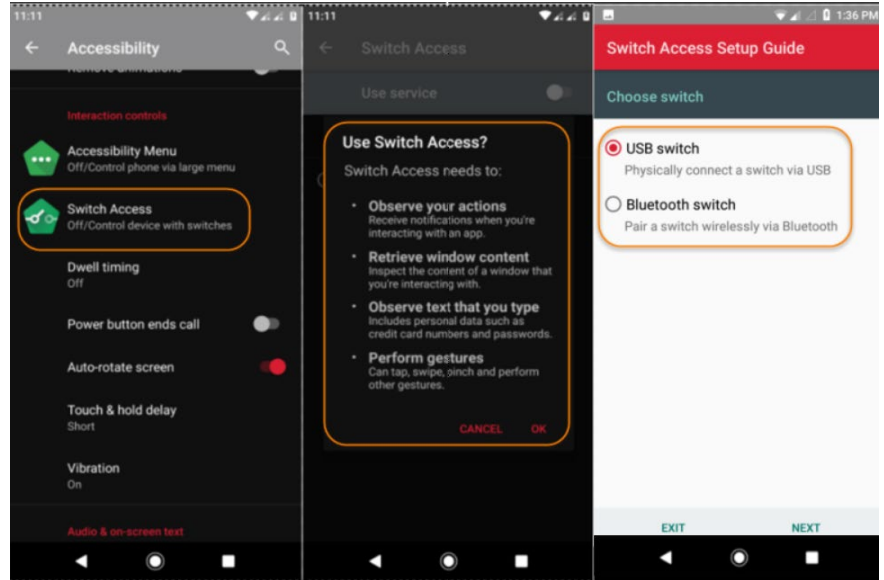 11:11
Accessibility
Remove animations
Interaction controls
Accessibility Menu
Off/Control phone via large menu
Switch Access
Off/Control device with switches
Dwell timing
Off
Power button ends call
Auto-rotate screen
Touch & hold delay
Short
Vibration
On
Audio & on-screen text
11:11
Switch Access
Use service
Use Switch Access?
Switch Access needs to:
• Observe your actions
Receive notifications when you're
interacting with an app.
• Retrieve window content
Inspect the content of a window that
you're interacting with.
• Observe text that you type
Includes personal data such as
credit card numbers and passwords.
• Perform gestures
Can tap, swipe, pinch and perform
other gestures.
CANCEL OK
1:36 PM
Switch Access Setup Guide
Choose switch
USB switch
Physically connect a switch via USB
Bluetooth switch
Pair a switch wirelessly via Bluetooth
EXIT NEXT